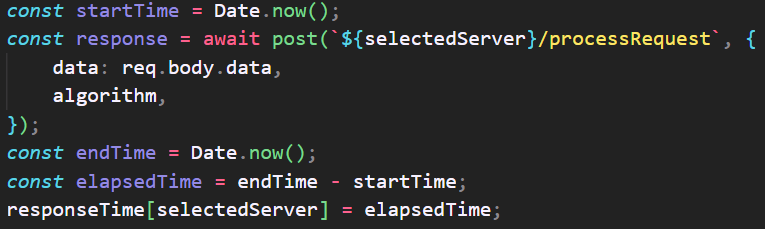 const startTime = Date.now();
const response = await post(`${selectedServer}/processRequest`, {
    data: req.body.data,
    algorithm,
});
const endTime = Date.now();
const elapsedTime = endTime - startTime;
responseTime[selectedServer] = elapsedTime;